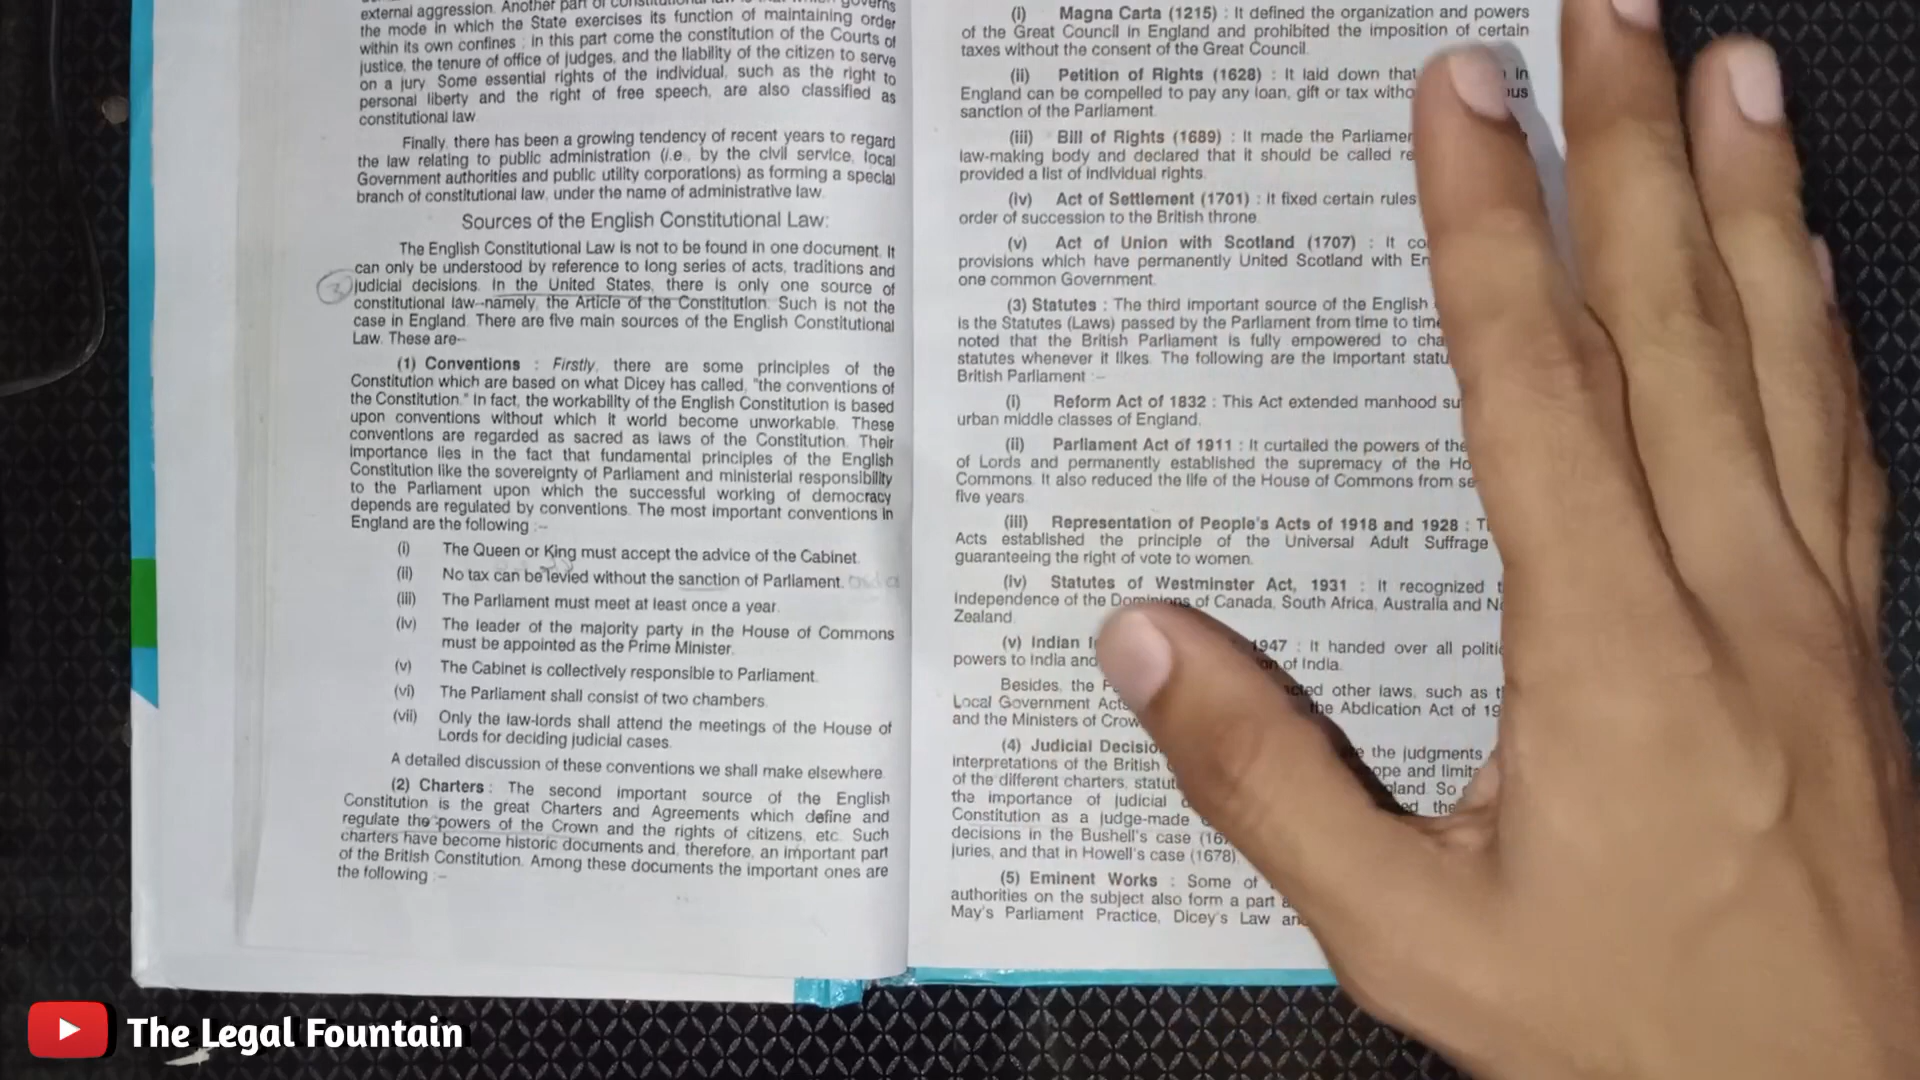 external aggression. Another part of constitutional law is that which governs
the mode in which the State exercises its function of maintaining order
within its own confines ; in this part come the constitution of the Courts of
justice, the tenure of office of judges, and the liability of the citizen to serve
on a jury. Some essential rights of the individual, such as the right to
personal liberty and the right of free speech, are also classified as
constitutional law.
Finally, there has been a growing tendency of recent years to regard
the law relating to public administration (i.e., by the civil service, local
Government authorities and public utility corporations) as forming a special
branch of constitutional law, under the name of administrative law.
Sources of the English Constitutional Law:
The English Constitutional Law is not to be found in one document. It
can only be understood by reference to long series of acts, traditions and
judicial decisions. In the United States, there is only one source of
constitutional law--namely, the Article of the Constitution. Such is not the
case in England. There are five main sources of the English Constitutional
Law. These are--
(1) Conventions : Firstly, there are some principles of the
Constitution which are based on what Dicey has called, "the conventions of
the Constitution." In fact, the workability of the English Constitution is based
upon conventions without which it world become unworkable. These
conventions are regarded as sacred as laws of the Constitution. Their
importance lies in the fact that fundamental principles of the English
Constitution like the sovereignty of Parliament and ministerial responsibility
to the Parliament upon which the successful working of democracy
depends are regulated by conventions. The most important conventions in
England are the following :--
(i) The Queen or King must accept the advice of the Cabinet.
(ii) No tax can be levied without the sanction of Parliament.
(iii) The Parliament must meet at least once a year.
(iv) The leader of the majority party in the House of Commons
must be appointed as the Prime Minister.
(v) The Cabinet is collectively responsible to Parliament.
(vi) The Parliament shall consist of two chambers.
(vii) Only the law-lords shall attend the meetings of the House of
Lords for deciding judicial cases.
A detailed discussion of these conventions we shall make elsewhere.
(2) Charters : The second important source of the English
Constitution is the great Charters and Agreements which define and
regulate the powers of the Crown and the rights of citizens, etc. Such
charters have become historic documents and, therefore, an important part
of the British Constitution. Among these documents the important ones are
the following :--
(i) Magna Carta (1215) : It defined the organization and powers
of the Great Council in England and prohibited the imposition of certain
taxes without the consent of the Great Council.
(ii) Petition of Rights (1628) : It laid down that in
England can be compelled to pay any loan, gift or tax
sanction of the Parliament.
(iii) Bill of Rights (1689) : It made the
law-making body and declared that it should be called
provided a list of individual rights.
(iv) Act of Settlement (1701) : It fixed certain rules
order of succession to the British throne.
(v) Act of Union with Scotland (1707) : It
provisions which have permanently United Scotland with
one common Government.
(3) Statutes : The third important source of the English
is the Statutes (Laws) passed by the Parliament from time to
noted that the British Parliament is fully empowered to
statutes whenever it likes. The following are the important
British Parliament :--
(i) Reform Act of 1832 : This Act extended manhood
urban middle classes of England.
(ii) Parliament Act of 1911 : It curtailed the powers of the
of Lords and permanently established the supremacy of the
Commons. It also reduced the life of the House of Commons from
five years.
(iii) Representation of People's Acts of 1918 and 1928 :
Acts established the principle of the Universal Adult Suffrage
guaranteeing the right of vote to women.
(iv) Statutes of Westminster Act, 1931 : It recognized
Independence of the Dominions of Canada, South Africa, Australia and
Zealand.
(v) Indian 1947 : It handed over all
powers to India and of India.
Besides, the other laws, such as
Local Government Acts the Abdication Act of
and the Ministers of
(4) Judicial the judgments
interpretations of the British
of the different charters,
the importance of judicial the
Constitution as a judge-made
decisions in the Bushell's case
juries, and that in Howell's case (1678)
(5) Eminent Works : Some of
authorities on the subject also form a part
May's Parliament Practice, Dicey's Law
The Legal Fountain